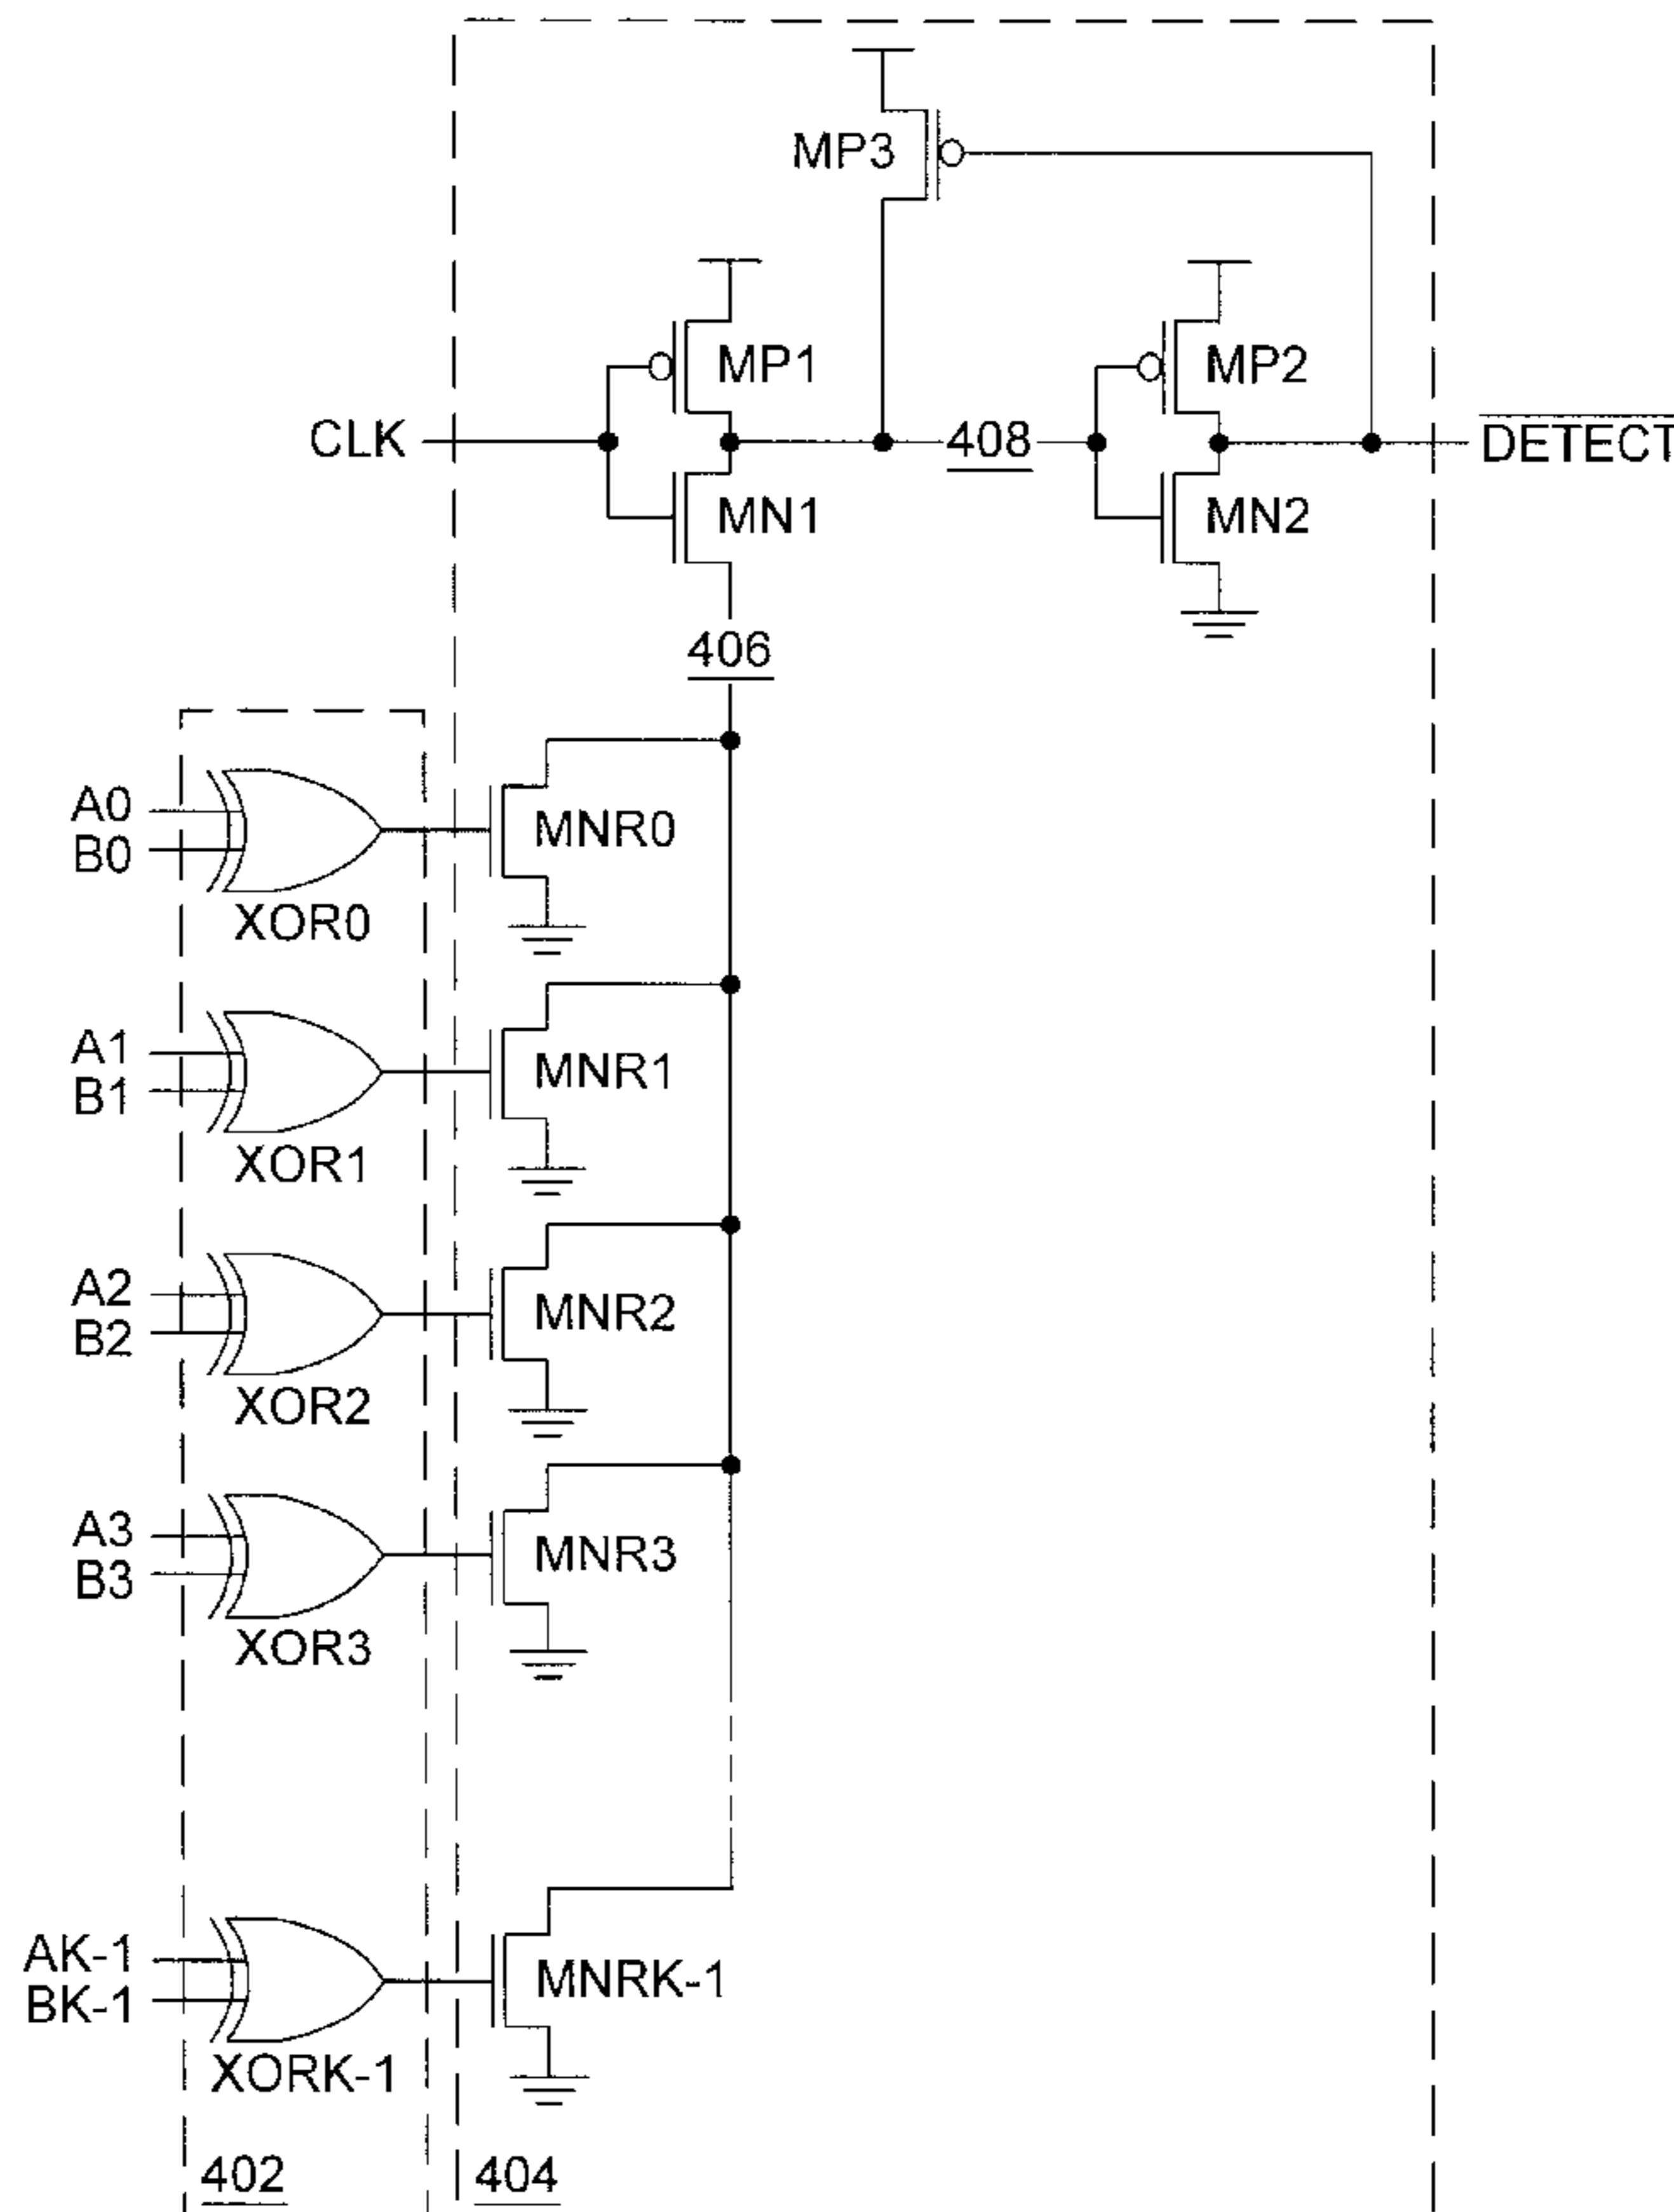 MP3
MP1
MP2
CLK
408
DETECT
MN1
MN2
406
A0
B0
MNR0
XOR0
A1
B1
MNR1
XOR1
A2
B2
MNR2
XOR2
A3
B3
MNR3
XOR3
AK-1
BK-1
MNRK-1
XORK-1
402
404